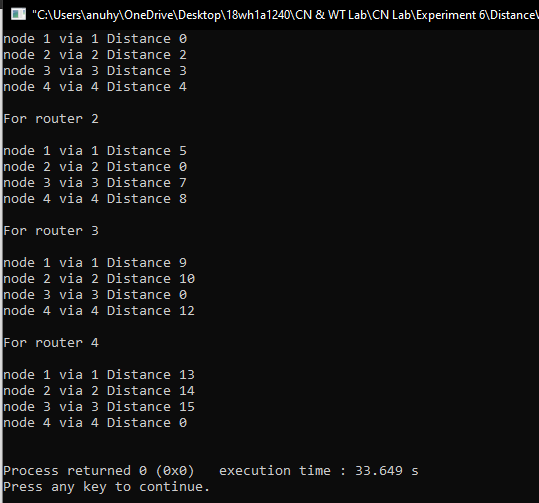 "C:\Users\anuhy\OneDrive\Desktop\18wh1a1240\CN & WT Lab\CN Lab\Experiment 6\Distance\
node 1 via 1 Distance 0
node 2 via 2 Distance 2
node 3 via 3 Distance 3
node 4 via 4 Distance 4
For router 2
node 1 via 1 Distance 5
node 2 via 2 Distance 0
node 3 via 3 Distance 7
node 4 via 4 Distance 8
For router 3
node 1 via 1 Distance 9
node 2 via 2 Distance 10
node 3 via 3 Distance 0
node 4 via 4 Distance 12
For router 4
node 1 via 1 Distance 13
node 2 via 2 Distance 14
node 3 via 3 Distance 15
node 4 via 4 Distance 0
Process returned 0 (0x0)   execution time : 33.649 s
Press any key to continue.